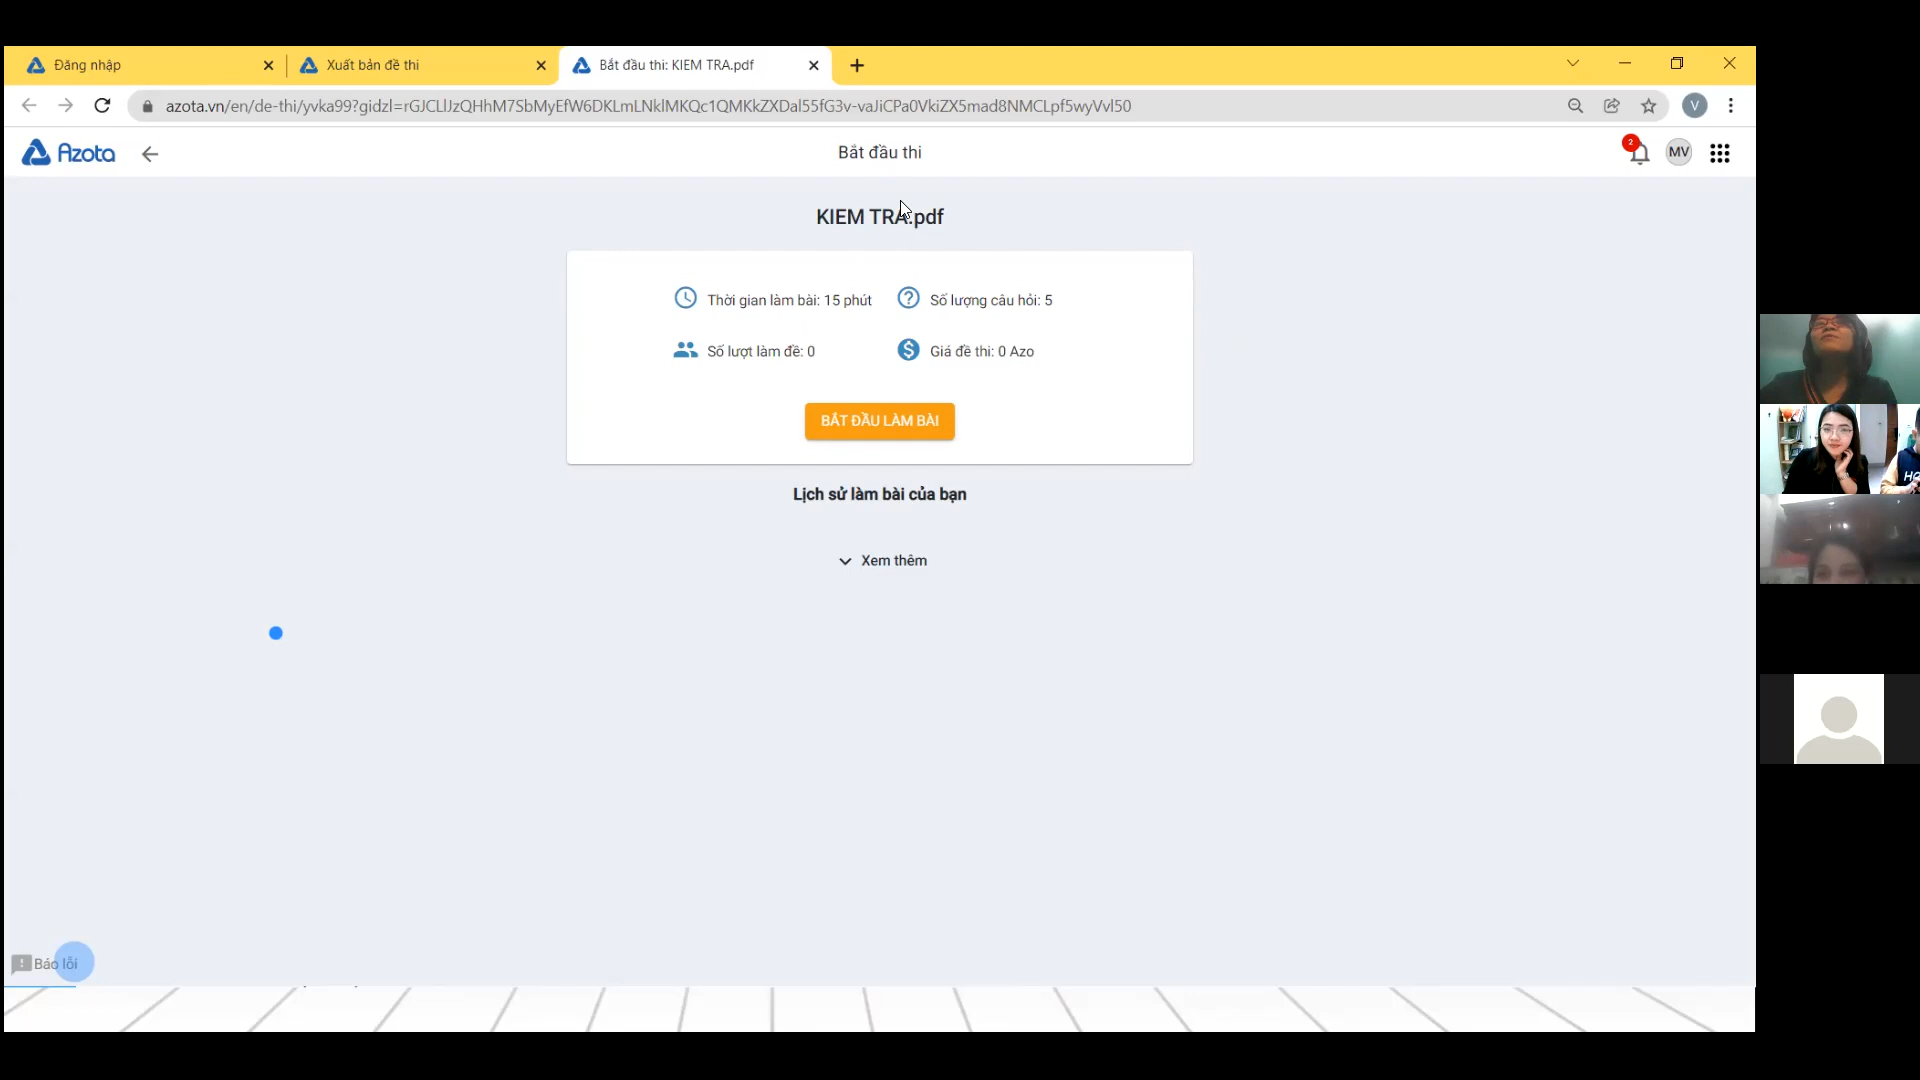 Đăng nhập
Xuất bản đề thi
Bắt đầu thi: KIEM TRA.pdf
azota.vn/en/de-thi/yvka99?gidzl=rGJCLlJzQHhM7SbMyEfW6DKLmLNklMKQc1QMKkZXDal55fG3v-vaJiCPa0VkiZX5mad8NMCLpf5wyVvl50
V
Azota
Bắt đầu thi
2
MV
KIEM TRA.pdf
Thời gian làm bài: 15 phút
Số lượng câu hỏi: 5
Số lượt làm đề: 0
Giá đề thi: 0 Azo
BẮT ĐẦU LÀM BÀI
Lịch sử làm bài của bạn
Xem thêm
Báo lỗi